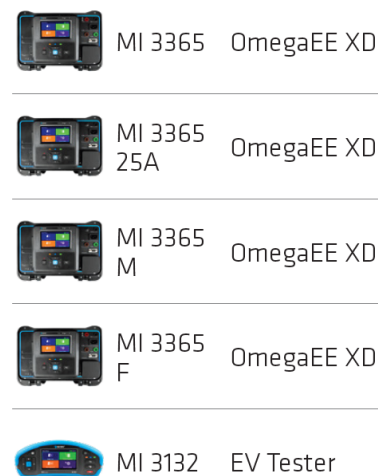 MI 3365 OmegaEE XD
MI 3365
25A
OmegaEE XD
MI 3365
M
OmegaEE XD
MI 3365
F
OmegaEE XD
MI 3132 EV Tester